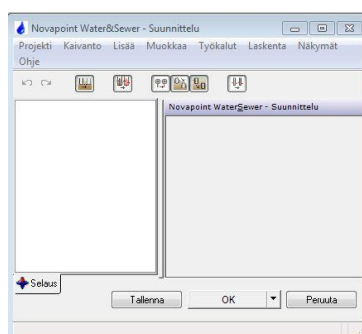 Novapoint Water&Sewer - Suunnittelu
Projekti Kaivanto Lisää Muokkaa Työkalut Laskenta Näkymät
Ohje
Novapoint WaterSewer - Suunnittelu
Selaus
Tallenna OK Peruuta